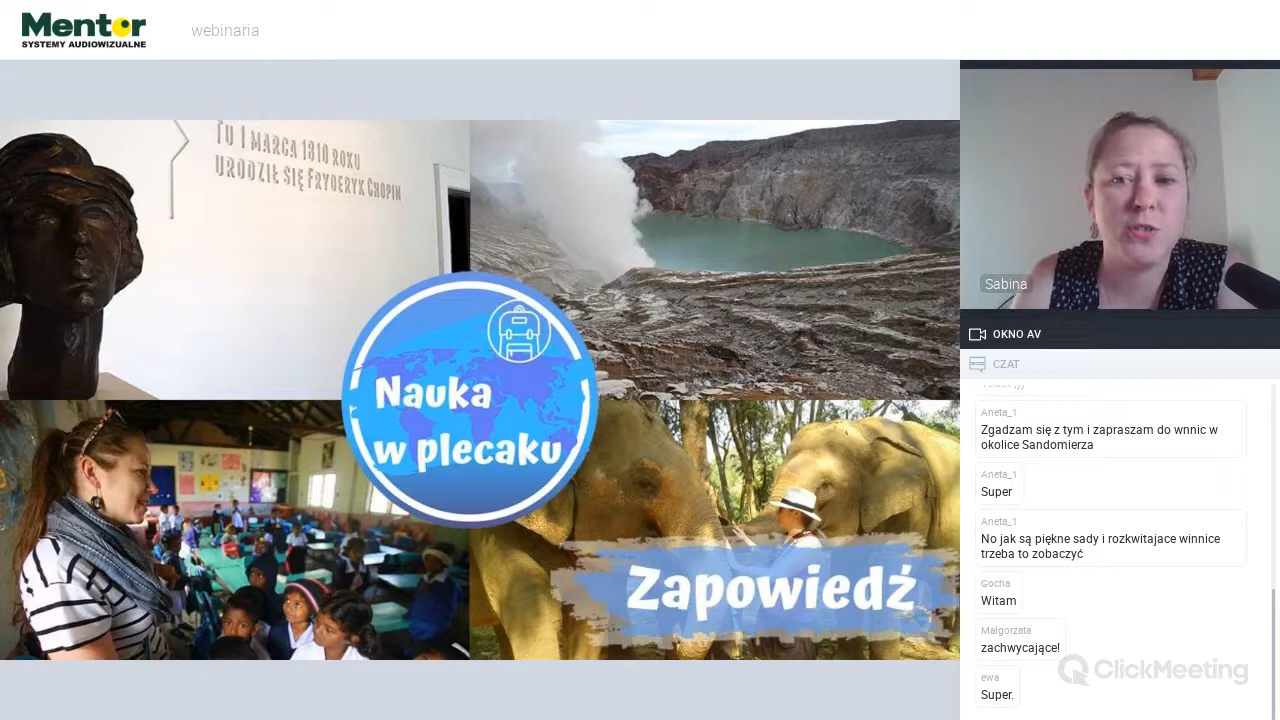 Mentor
SYSTEMY AUDIOWIZUALNE
webinaria
TU 1 MARCA 1810 ROKU
URODZIŁ SIĘ FRYDERYK CHOPIN
Nauka
w plecaku
Zapowiedź
Sabina
OKNO AV
CZAT
Aneta_1
Zgadzam się z tym i zapraszam do wnnic w
okolice Sandomierza
Aneta_1
Super
Aneta_1
No jak są piękne sady i rozkwitajace winnice
trzeba to zobaczyć
Gocha
Witam
Małgorzata
zachwycające!
ewa
Super.
ClickMeeting